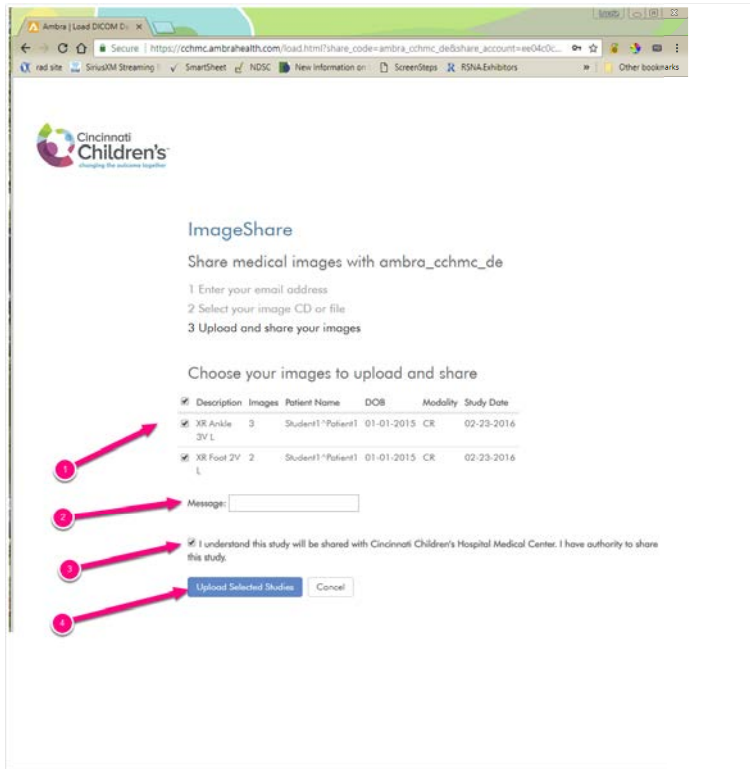 Ambra | Load DICOM D
Secure https://cchmc.ambrahealth.com/load.html?share_code=ambra_cchmc_de&share_account=ee04c0c...
rad site SiriusXM Streaming SmartSheet NDSC New Information on ScreenSteps RSNA-Exhibitors » Other bookmarks
Cincinnati
Children's
changing the outcome together
ImageShare
Share medical images with ambra_cchmc_de
1 Enter your email address
2 Select your image CD or file
3 Upload and share your images
Choose your images to upload and share
Description Images Patient Name DOB Modality Study Date
XR Ankle 3 Student1^Patient1 01-01-2015 CR 02-23-2016
3V L
XR Foot 2V 2 Student1^Patient1 01-01-2015 CR 02-23-2016
L
1
Message:
2
I understand this study will be shared with Cincinnati Children's Hospital Medical Center. I have authority to share
this study.
3
Upload Selected Studies Cancel
4